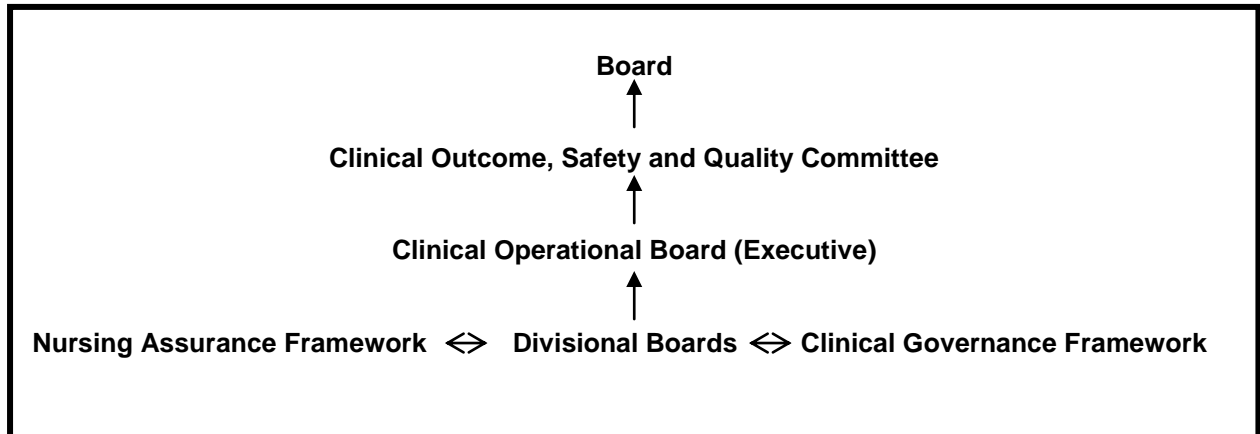 Board
Clinical Outcome, Safety and Quality Committee
Clinical Operational Board (Executive)
Nursing Assurance Framework <> Divisional Boards <> Clinical Governance Framework